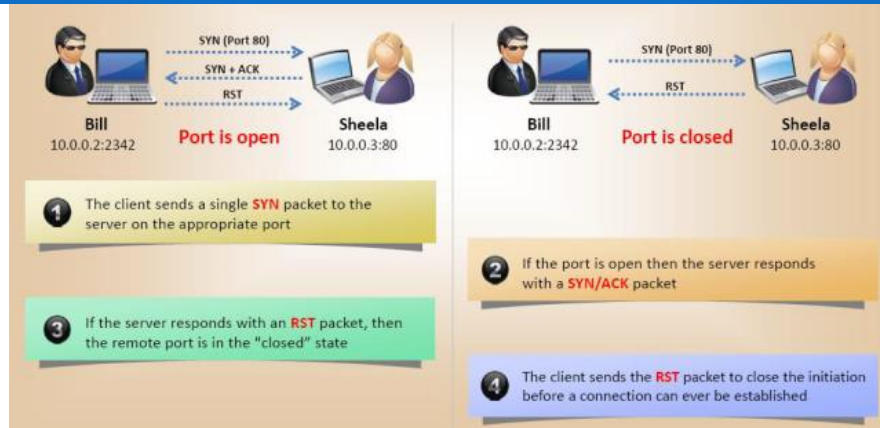 SYN (Port 80)
SYN + ACK
RST
Bill
10.0.0.2:2342
Port is open
Sheela
10.0.0.3:80
SYN (Port 80)
RST
Bill
10.0.0.2:2342
Port is closed
Sheela
10.0.0.3:80
1
The client sends a single SYN packet to the
server on the appropriate port
2
If the port is open then the server responds
with a SYN/ACK packet
3
If the server responds with an RST packet, then
the remote port is in the "closed" state
4
The client sends the RST packet to close the initiation
before a connection can ever be established